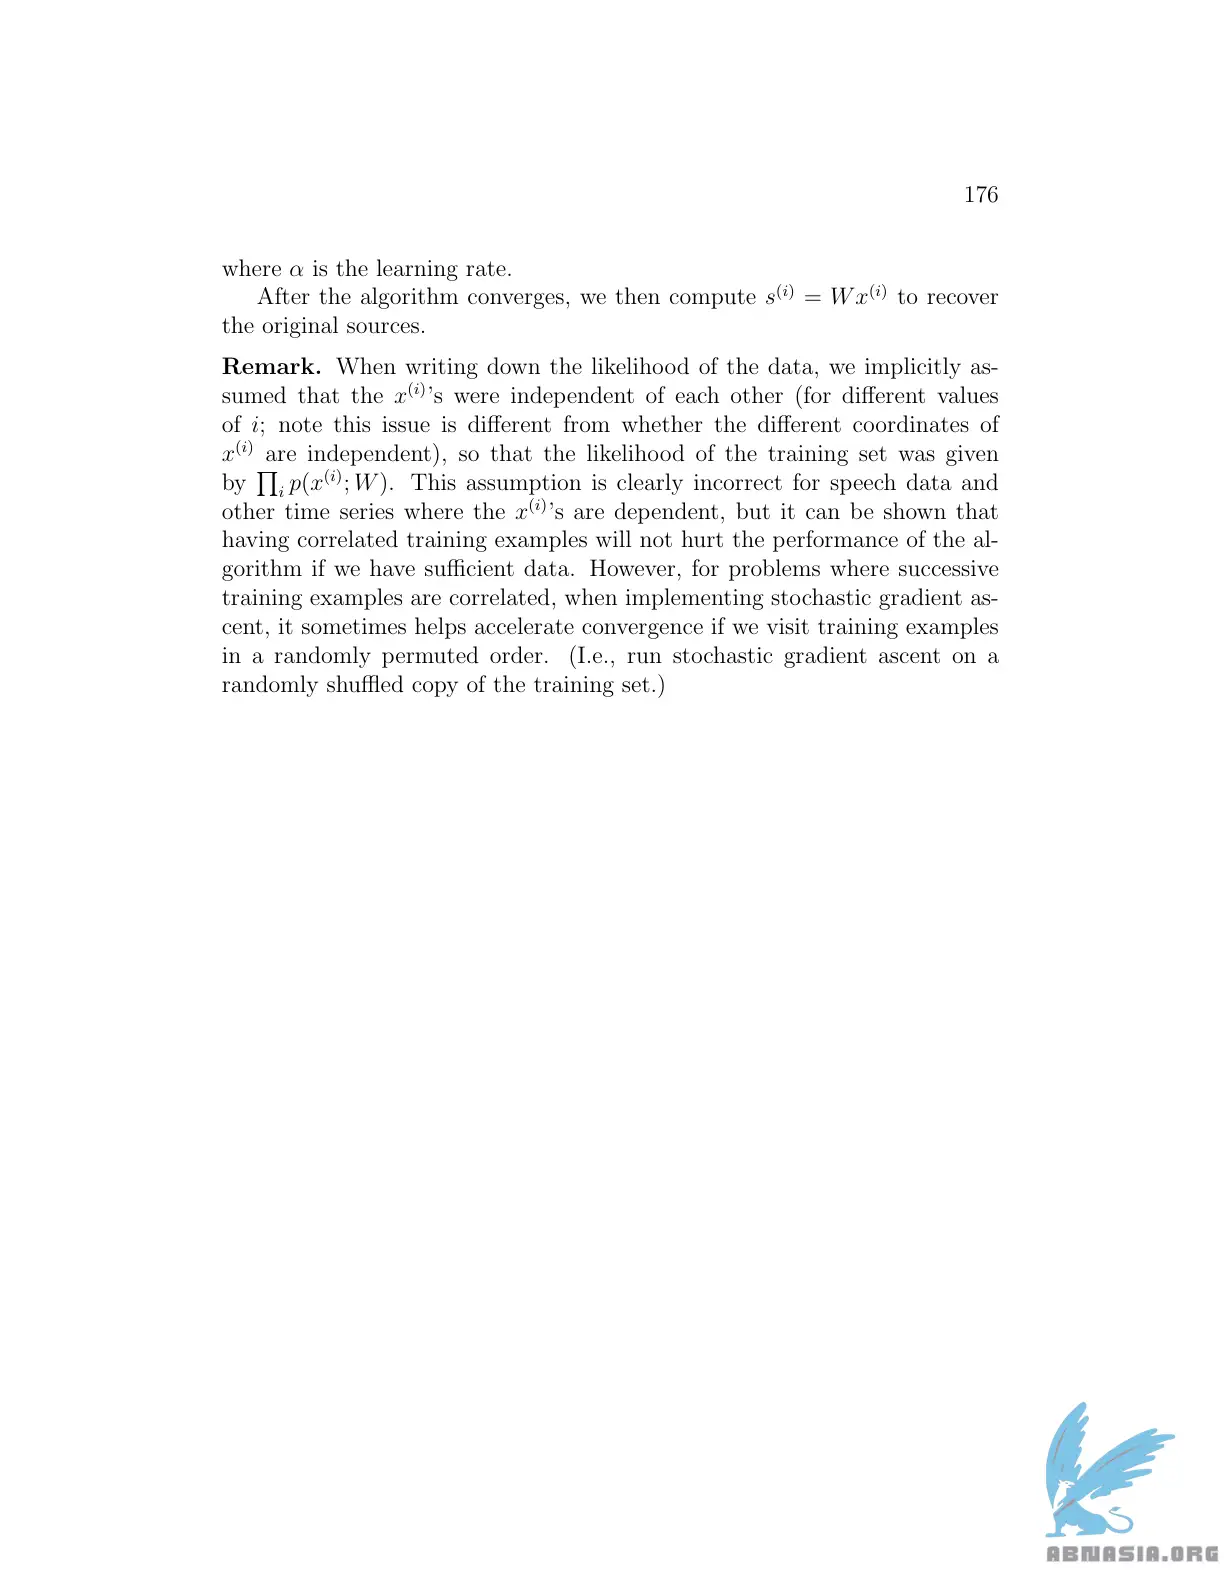 176
where α is the learning rate.
After the algorithm converges, we then compute s⁽ⁱ⁾ = Wx⁽ⁱ⁾ to recover
the original sources.
Remark. When writing down the likelihood of the data, we implicitly as-
sumed that the x⁽ⁱ⁾’s were independent of each other (for different values
of i; note this issue is different from whether the different coordinates of
x⁽ⁱ⁾ are independent), so that the likelihood of the training set was given
by ∏ᵢ p(x⁽ⁱ⁾; W). This assumption is clearly incorrect for speech data and
other time series where the x⁽ⁱ⁾’s are dependent, but it can be shown that
having correlated training examples will not hurt the performance of the al-
gorithm if we have sufficient data. However, for problems where successive
training examples are correlated, when implementing stochastic gradient as-
cent, it sometimes helps accelerate convergence if we visit training examples
in a randomly permuted order. (I.e., run stochastic gradient ascent on a
randomly shuffled copy of the training set.)
ABNASIA.ORG